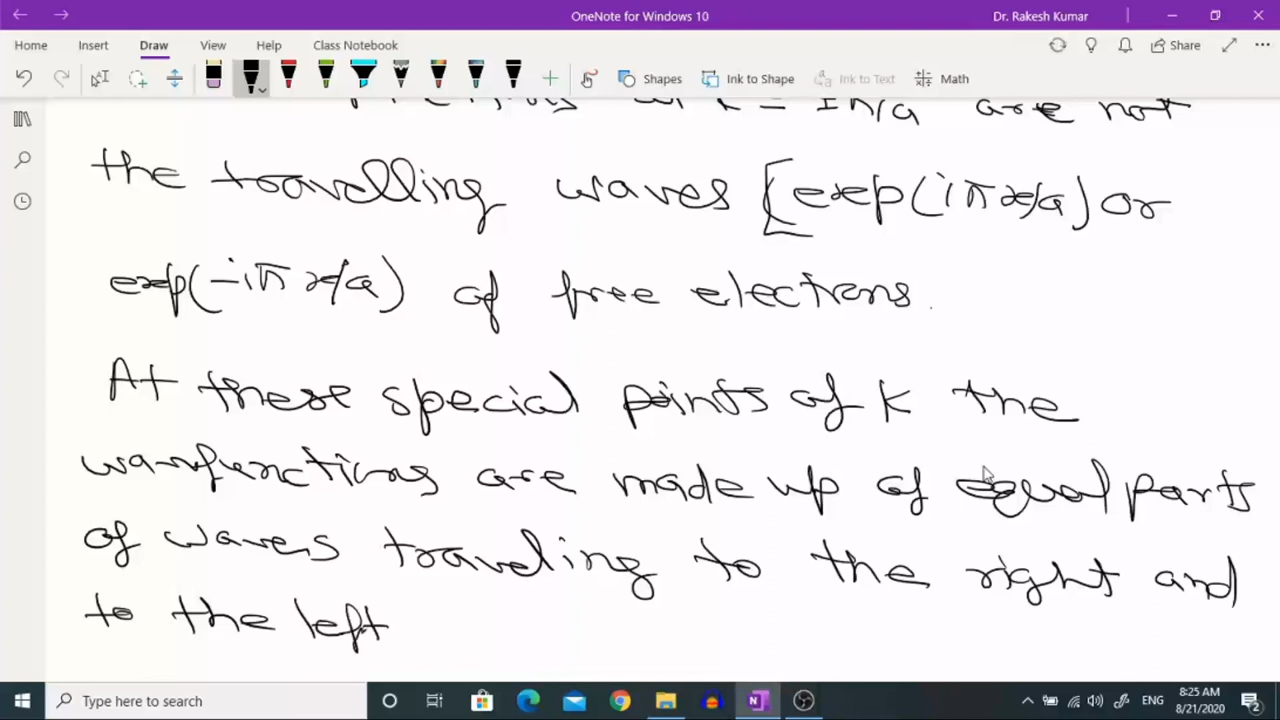 OneNote for Windows 10
Dr. Rakesh Kumar
Home Insert Draw View Help Class Notebook Share
Shapes Ink to Shape Ink to Text Math
are not
the travelling waves [exp(iπx/a) or
exp(-iπx/a) of free electrons.
At these special points of k the
wavefunctions are made up of equal parts
of waves traveling to the right and
to the left
Type here to search
ENG
8:25 AM
8/21/2020
2